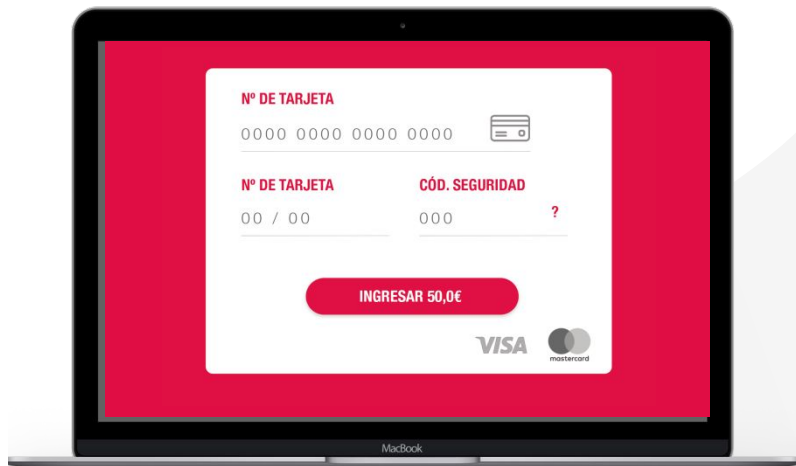 Nº DE TARJETA
0000 0000 0000 0000
Nº DE TARJETA
CÓD. SEGURIDAD
00 / 00
000
?
INGRESAR 50,0€
VISA
mastercard
MacBook